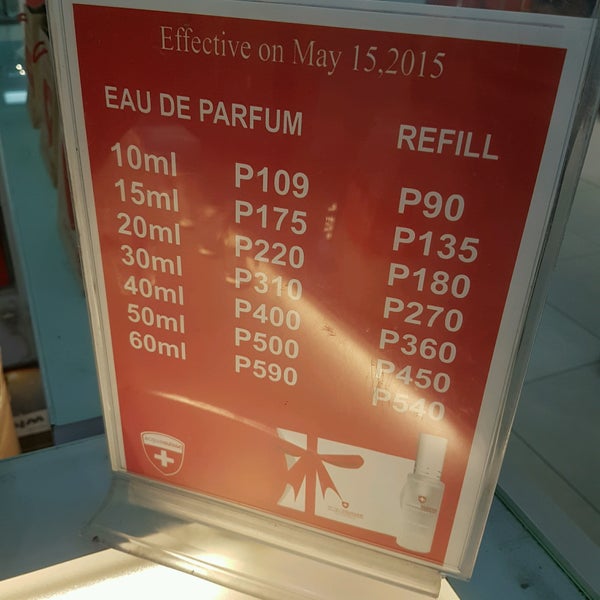 Effective on May 15,2015
EAU DE PARFUM REFILL
10ml P109 P90
15ml P175 P135
20ml P220 P180
30ml P310 P270
40ml P400 P360
50ml P500 P450
60ml P590 P540